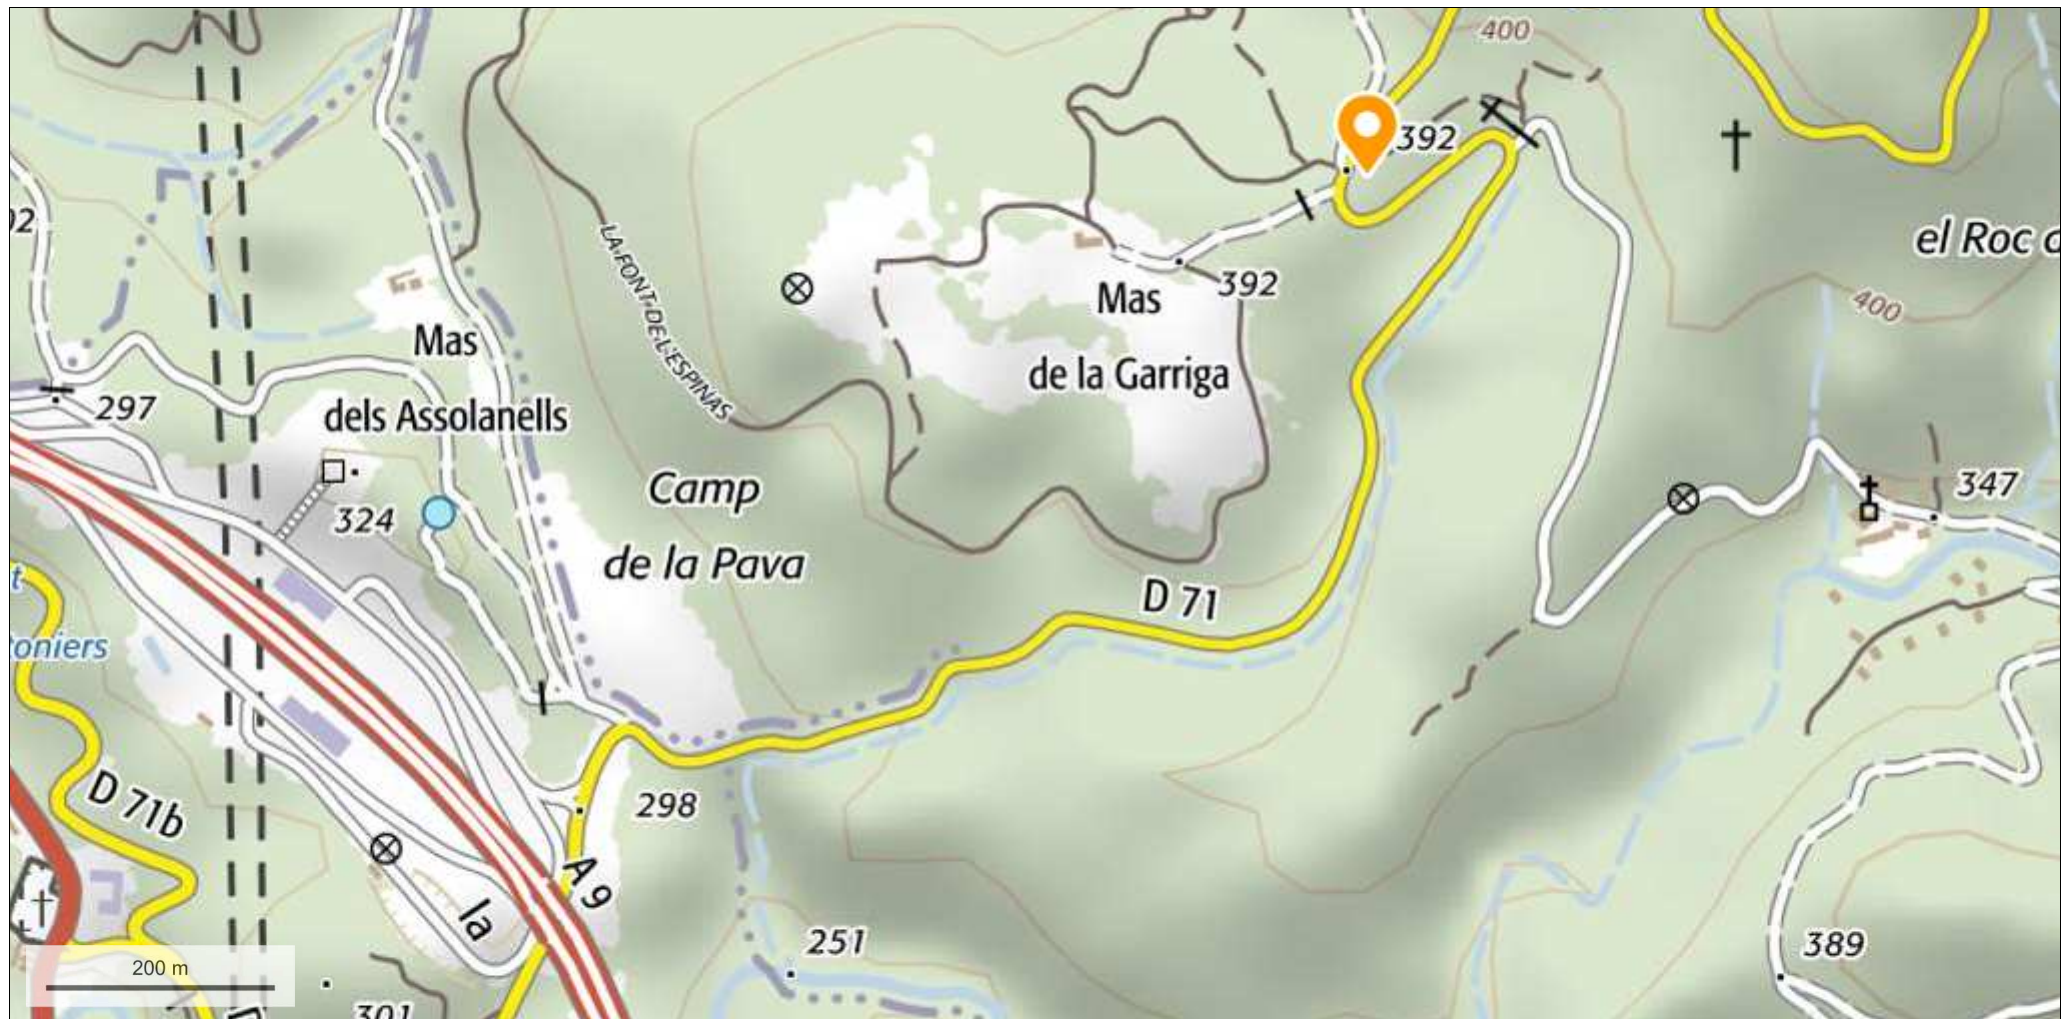 400
392
el Roc d
LA FONT DE L'ESPINAS
392
400
Mas
de la Garriga
Mas
dels Assolanells
297
324
Camp
de la Pava
347
D 71
oniers
D 71b
298
A 9
la
251
389
200 m
301